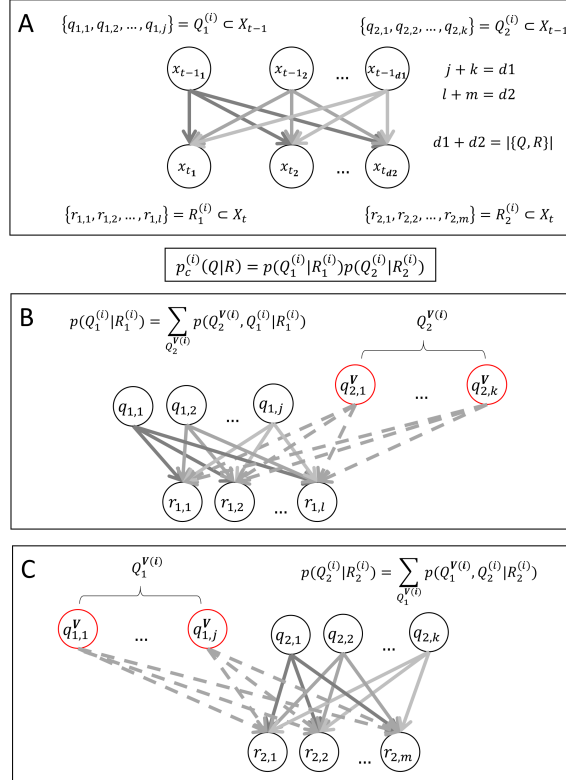 A
{q_{1,1}, q_{1,2}, ..., q_{1,j}} = Q_1^{(i)} ⊂ X_{t-1}
{q_{2,1}, q_{2,2}, ..., q_{2,k}} = Q_2^{(i)} ⊂ X_{t-1}
x_{t-1_1} x_{t-1_2} ... x_{t-1_{d1}}
j + k = d1
l + m = d2
d1 + d2 = |{Q, R}|
x_{t_1} x_{t_2} ... x_{t_{d2}}
{r_{1,1}, r_{1,2}, ..., r_{1,l}} = R_1^{(i)} ⊂ X_t
{r_{2,1}, r_{2,2}, ..., r_{2,m}} = R_2^{(i)} ⊂ X_t
p_c^{(i)}(Q|R) = p(Q_1^{(i)}|R_1^{(i)})p(Q_2^{(i)}|R_2^{(i)})
B
p(Q_1^{(i)}|R_1^{(i)}) = ∑_{Q_2^{V(i)}} p(Q_2^{V(i)}, Q_1^{(i)}|R_1^{(i)})
Q_2^{V(i)}
q_{2,1}^V ... q_{2,k}^V
q_{1,1} q_{1,2} ... q_{1,j}
r_{1,1} r_{1,2} ... r_{1,l}
C
Q_1^{V(i)}
p(Q_2^{(i)}|R_2^{(i)}) = ∑_{Q_1^{V(i)}} p(Q_1^{V(i)}, Q_2^{(i)}|R_2^{(i)})
q_{1,1}^V ... q_{1,j}^V
q_{2,1} q_{2,2} ... q_{2,k}
r_{2,1} r_{2,2} ... r_{2,m}